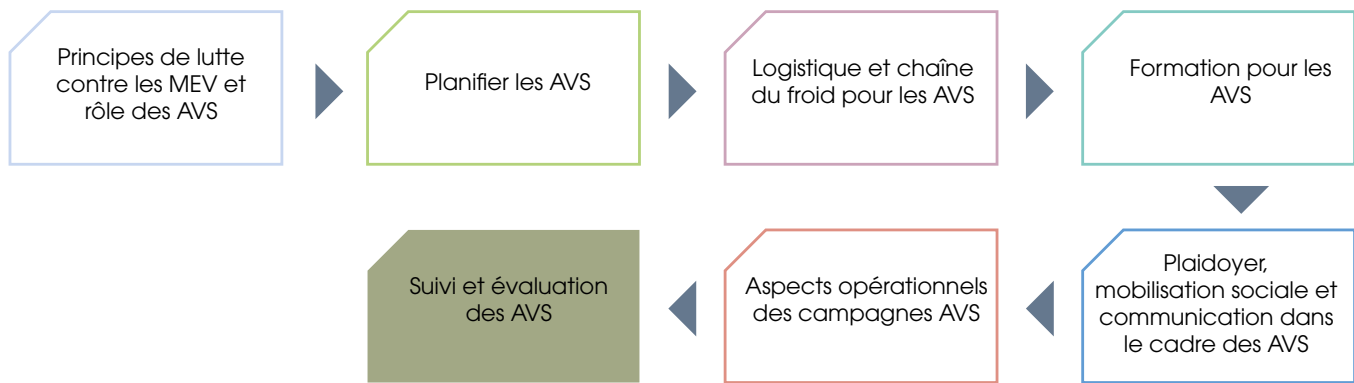 Principes de lutte
contre les MEV et
rôle des AVS
Planifier les AVS
Logistique et chaîne
du froid pour les AVS
Formation pour les
AVS
Plaidoyer,
mobilisation sociale et
communication dans
le cadre des AVS
Aspects opérationnels
des campagnes AVS
Suivi et évaluation
des AVS